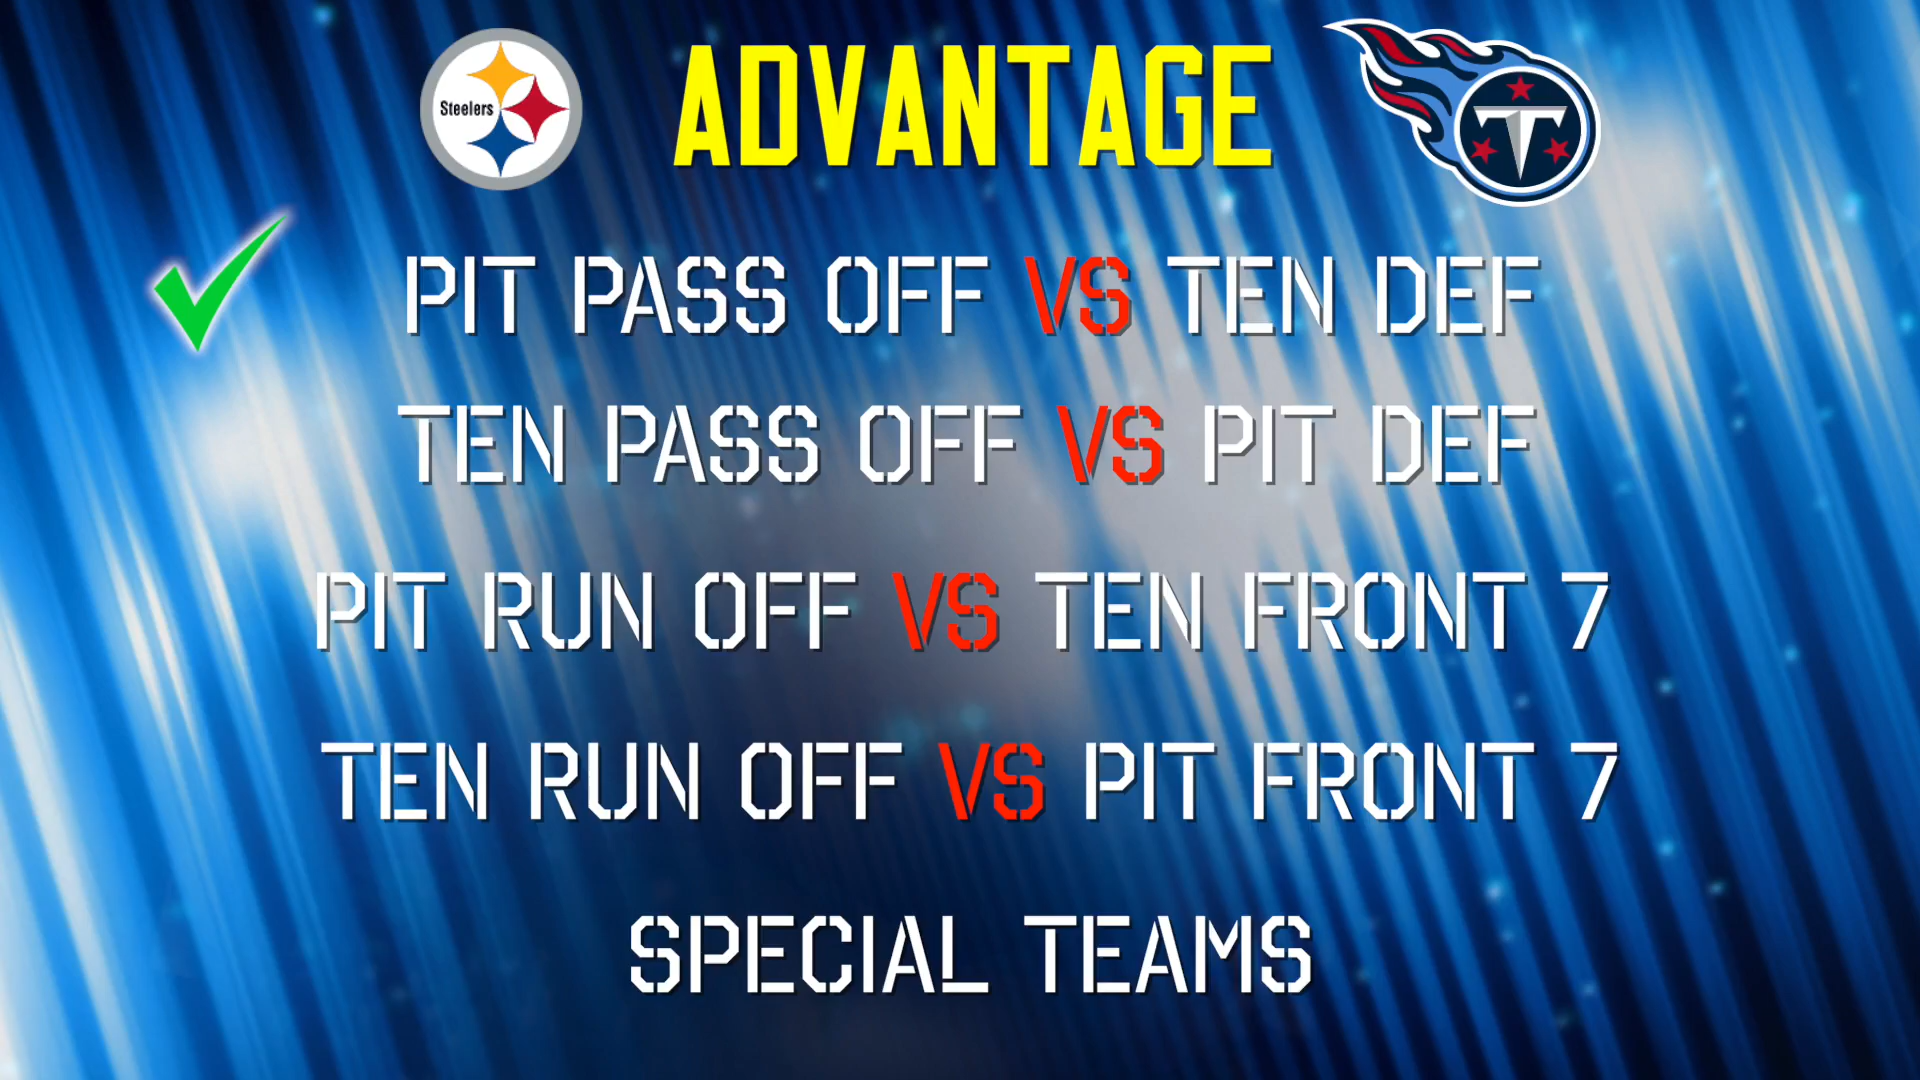 Steelers
ADVANTAGE
T
PIT PASS OFF VS TEN DEF
TEN PASS OFF VS PIT DEF
PIT RUN OFF VS TEN FRONT 7
TEN RUN OFF VS PIT FRONT 7
SPECIAL TEAMS